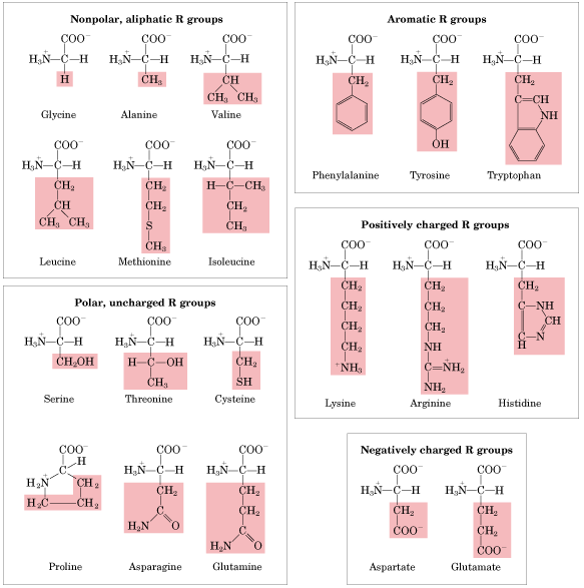 Nonpolar, aliphatic R groups
COO⁻ COO⁻ COO⁻
H₃N⁺—C—H H₃N⁺—C—H H₃N⁺—C—H
H CH₃ CH
CH₃ CH₃
Glycine Alanine Valine
COO⁻ COO⁻ COO⁻
H₃N⁺—C—H H₃N⁺—C—H H₃N⁺—C—H
CH₂ CH₂ H—C—CH₃
CH CH₂ CH₂
CH₃ CH₃ S CH₃
CH₃
Leucine Methionine Isoleucine
Polar, uncharged R groups
COO⁻ COO⁻ COO⁻
H₃N⁺—C—H H₃N⁺—C—H H₃N⁺—C—H
CH₂OH H—C—OH CH₂
CH₃ SH
Serine Threonine Cysteine
COO⁻ COO⁻ COO⁻
H
C H₃N⁺—C—H H₃N⁺—C—H
H₂N⁺ CH₂ CH₂ CH₂
H₂C CH₂ C CH₂
H₂N O C
H₂N O
Proline Asparagine Glutamine
Aromatic R groups
COO⁻ COO⁻ COO⁻
H₃N⁺—C—H H₃N⁺—C—H H₃N⁺—C—H
CH₂ CH₂ CH₂
C=CH
NH
OH
Phenylalanine Tyrosine Tryptophan
Positively charged R groups
COO⁻ COO⁻ COO⁻
H₃N⁺—C—H H₃N⁺—C—H H₃N⁺—C—H
CH₂ CH₂ CH₂
CH₂ CH₂ C—NH
CH₂ CH₂ CH
CH₂ NH C—N
H
⁺NH₃ C=N⁺H₂
NH₂
Lysine Arginine Histidine
Negatively charged R groups
COO⁻ COO⁻
H₃N⁺—C—H H₃N⁺—C—H
CH₂ CH₂
COO⁻ CH₂
COO⁻
Aspartate Glutamate